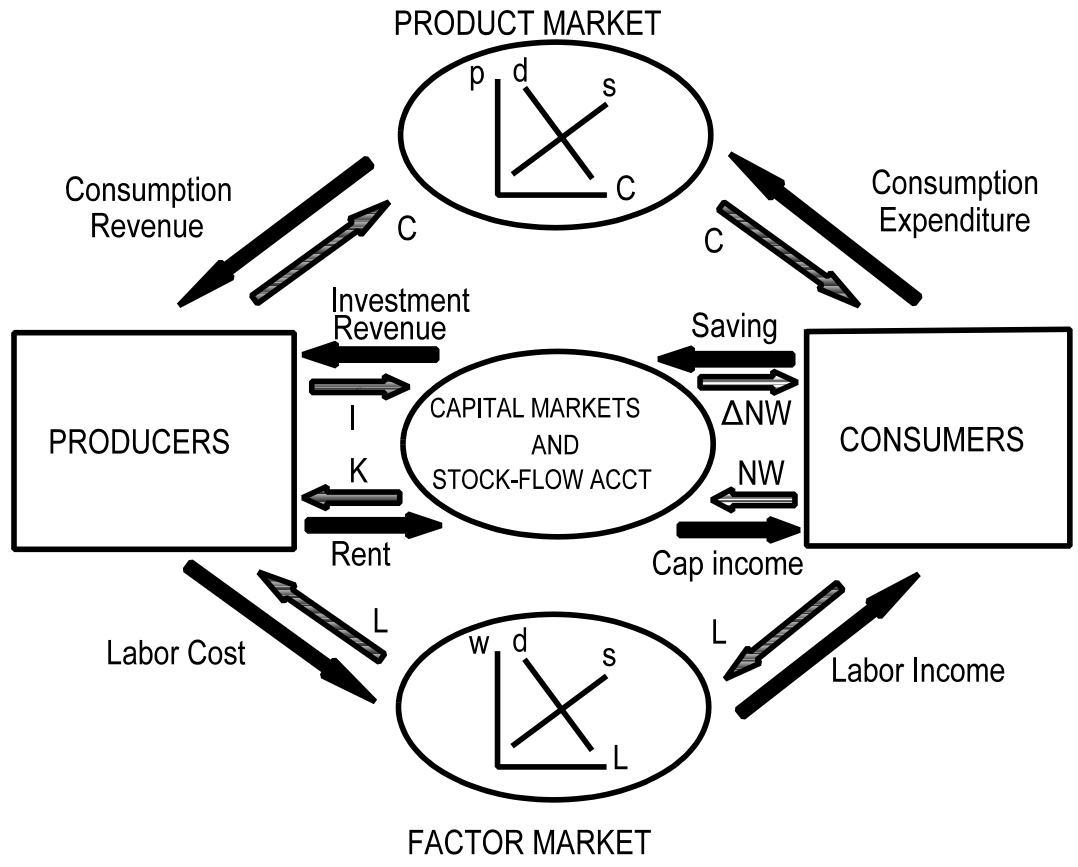 PRODUCT MARKET
p d s
C
Consumption
Revenue
C
C
Consumption
Expenditure
Investment
Revenue
Saving
I
ΔNW
PRODUCERS
CAPITAL MARKETS
AND
STOCK-FLOW ACCT
CONSUMERS
K
NW
Rent
Cap income
Labor Cost
L
L
Labor Income
w d s
L
FACTOR MARKET